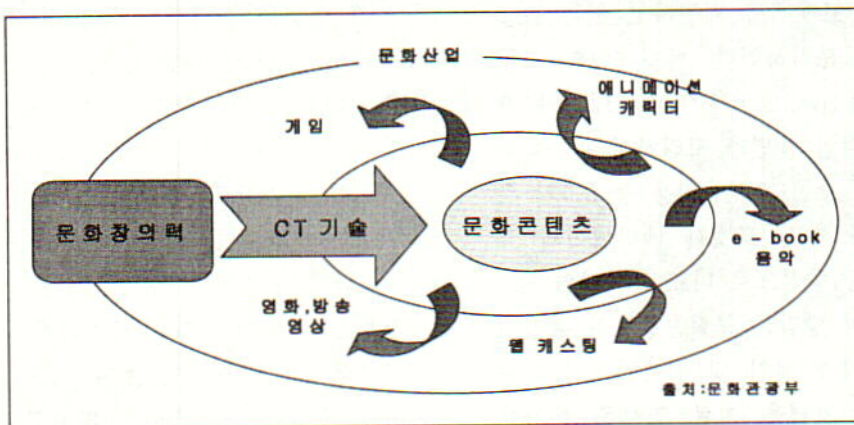 문화산업
애니메이션
캐릭터
게임
문화창의력
CT 기술
문화콘텐츠
e - book
음악
영화,방송
영상
웹 캐스팅
출처:문화관광부